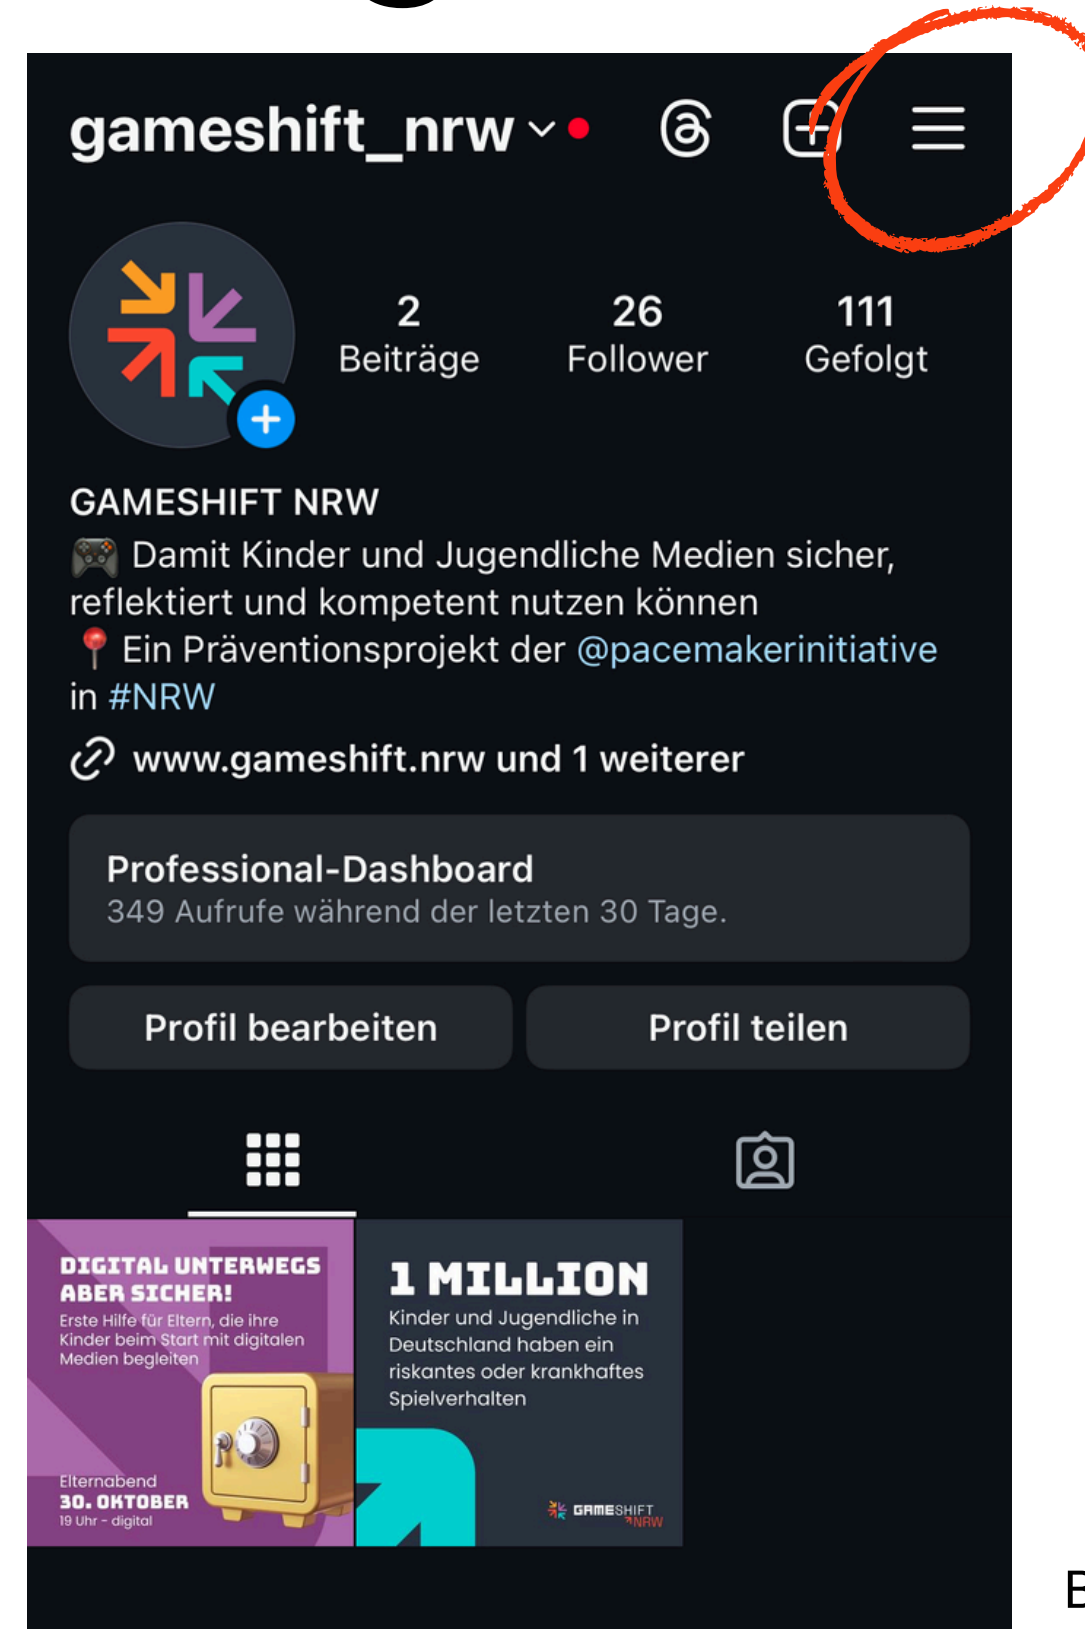 gameshift_nrw
2 26 111
Beiträge Follower Gefolgt
GAMESHIFT NRW
Damit Kinder und Jugendliche Medien sicher,
reflektiert und kompetent nutzen können
Ein Präventionsprojekt der @pacemakerinitiative
in #NRW
www.gameshift.nrw und 1 weiterer
Professional-Dashboard
349 Aufrufe während der letzten 30 Tage.
Profil bearbeiten Profil teilen
DIGITAL UNTERWEGS
ABER SICHER!
Erste Hilfe für Eltern, die ihre
Kinder beim Start mit digitalen
Medien begleiten
Elternabend
30. OKTOBER
19 Uhr - digital
1 MILLION
Kinder und Jugendliche in
Deutschland haben ein
riskantes oder krankhaftes
Spielverhalten
GAMESHIFT
NRW